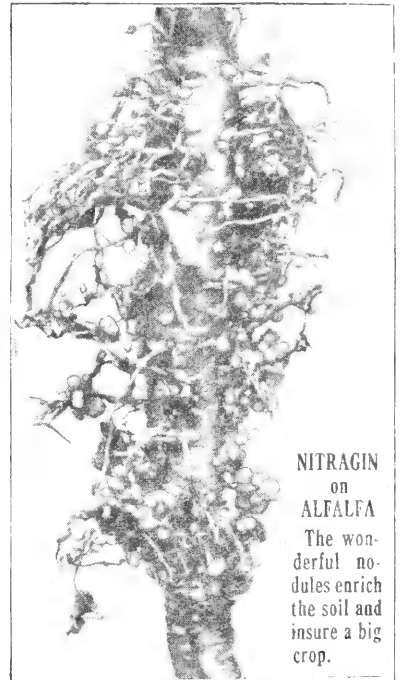 NITRAGIN
on
ALFALFA
The won-
derful no-
dules enrich
the soil and
insure a big
crop.